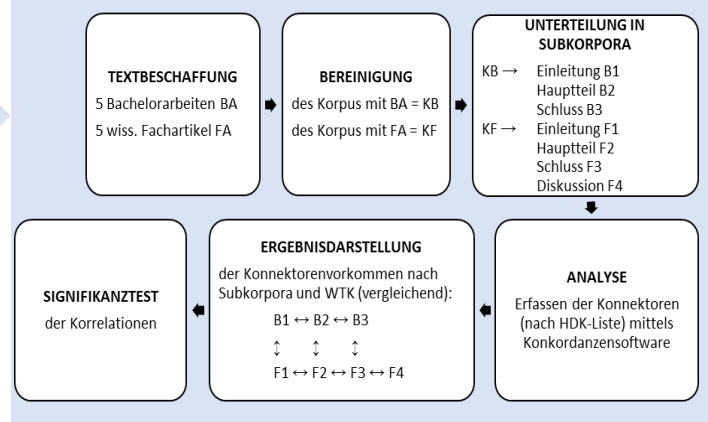 TEXTBESCHAFFUNG
5 Bachelorarbeiten BA
5 wiss. Fachartikel FA
BEREINIGUNG
des Korpus mit BA = KB
des Korpus mit FA = KF
UNTERTEILUNG IN
SUBKORPORA
KB → Einleitung B1
Hauptteil B2
Schluss B3
KF → Einleitung F1
Hauptteil F2
Schluss F3
Diskussion F4
ANALYSE
Erfassen der Konnektoren
(nach HDK-Liste) mittels
Konkordanzensoftware
ERGEBNISDARSTELLUNG
der Konnektorenvorkommen nach
Subkorpora und WTK (vergleichend):
B1 ↔ B2 ↔ B3
↕ ↕ ↕
F1 ↔ F2 ↔ F3 ↔ F4
SIGNIFIKANZTEST
der Korrelationen